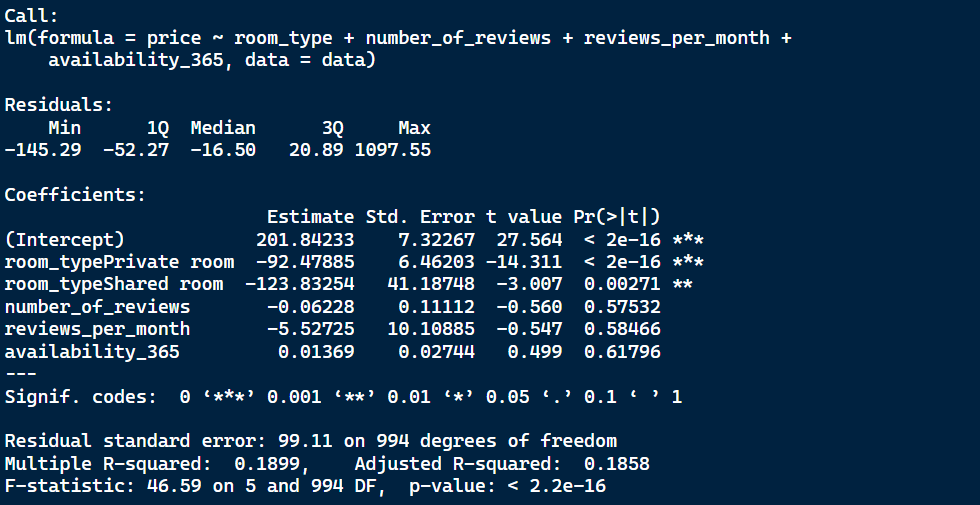 Call:
lm(formula = price ~ room_type + number_of_reviews + reviews_per_month +
    availability_365, data = data)

Residuals:
    Min      1Q  Median      3Q     Max
-145.29  -52.27  -16.50   20.89 1097.55

Coefficients:
                        Estimate Std. Error t value Pr(>|t|)
(Intercept)            201.84233    7.32267  27.564  < 2e-16 ***
room_typePrivate room  -92.47885    6.46203 -14.311  < 2e-16 ***
room_typeShared room  -123.83254   41.18748  -3.007  0.00271 **
number_of_reviews       -0.06228    0.11112  -0.560  0.57532
reviews_per_month       -5.52725   10.10885  -0.547  0.58466
availability_365         0.01369    0.02744   0.499  0.61796
---
Signif. codes:  0 ‘***’ 0.001 ‘**’ 0.01 ‘*’ 0.05 ‘.’ 0.1 ‘ ’ 1

Residual standard error: 99.11 on 994 degrees of freedom
Multiple R-squared:  0.1899,    Adjusted R-squared:  0.1858
F-statistic: 46.59 on 5 and 994 DF,  p-value: < 2.2e-16